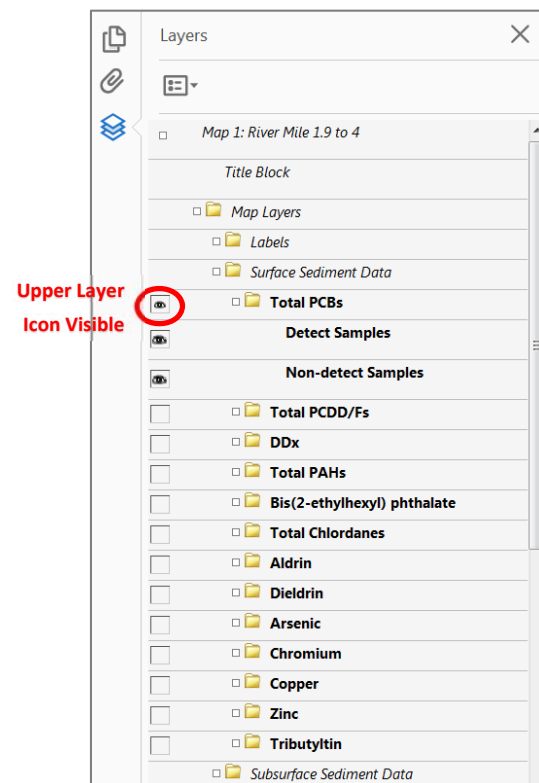 Layers
Map 1: River Mile 1.9 to 4
Title Block
Map Layers
Labels
Surface Sediment Data
Upper Layer
Icon Visible
Total PCBs
Detect Samples
Non-detect Samples
Total PCDD/Fs
DDx
Total PAHs
Bis(2-ethylhexyl) phthalate
Total Chlordanes
Aldrin
Dieldrin
Arsenic
Chromium
Copper
Zinc
Tributyltin
Subsurface Sediment Data